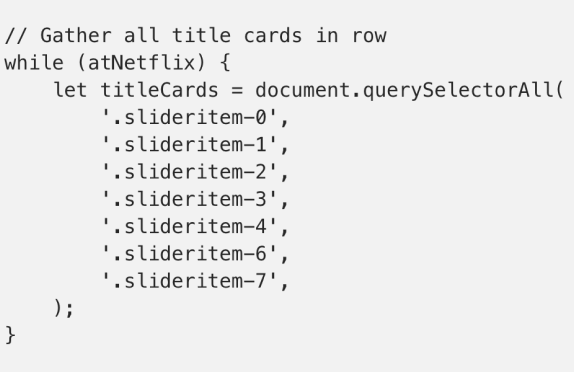 // Gather all title cards in row
while (atNetflix) {
    let titleCards = document.querySelectorAll(
        '.slideritem-0',
        '.slideritem-1',
        '.slideritem-2',
        '.slideritem-3',
        '.slideritem-4',
        '.slideritem-6',
        '.slideritem-7',
    );
}